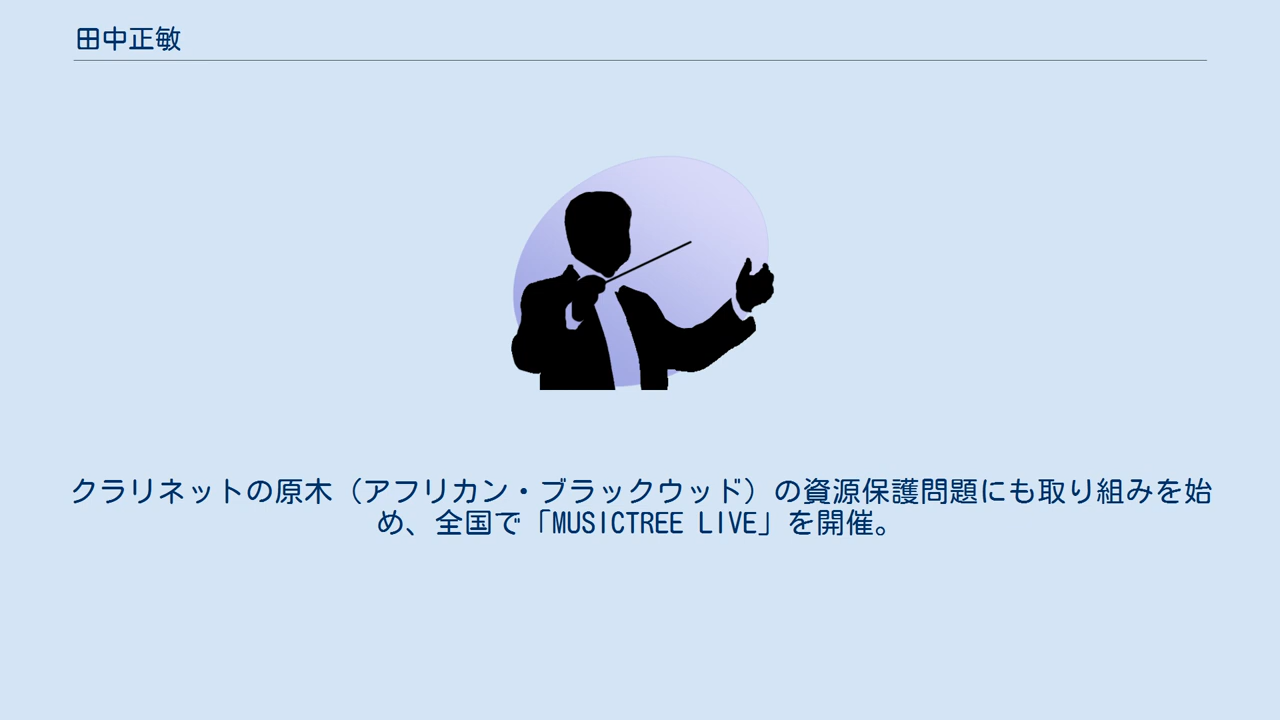 田中正敏
クラリネットの原木（アフリカン・ブラックウッド）の資源保護問題にも取り組みを始
め、全国で「MUSICTREE LIVE」を開催。